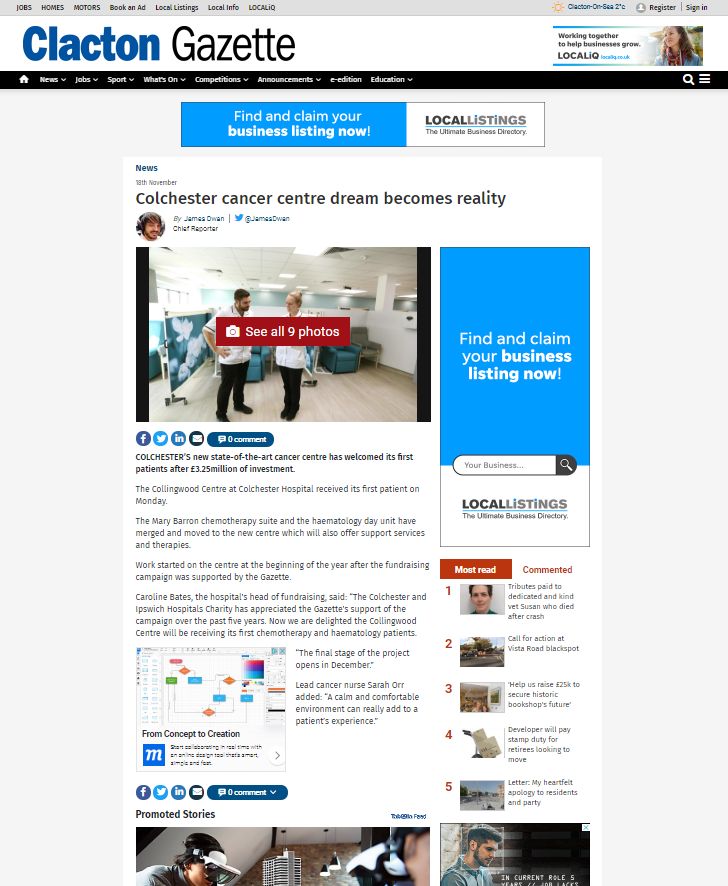 JOBS HOMES MOTORS Book an Ad Local Listings Local Info LOCALiQ
Clacton-On-Sea 2°c Register Sign in
Clacton Gazette
Working together
to help businesses grow.
LOCALiQ localiq.co.uk
News Jobs Sport What's On Competitions Announcements e-edition Education
Find and claim your
business listing now!
LOCALLiSTiNGS
The Ultimate Business Directory.
News
18th November
Colchester cancer centre dream becomes reality
By James Dwan @JamesDwan
Chief Reporter
See all 9 photos
0 comment
COLCHESTER'S new state-of-the-art cancer centre has welcomed its first
patients after £3.25million of investment.
The Collingwood Centre at Colchester Hospital received its first patient on
Monday.
The Mary Barron chemotherapy suite and the haematology day unit have
merged and moved to the new centre which will also offer support services
and therapies.
Work started on the centre at the beginning of the year after the fundraising
campaign was supported by the Gazette.
Caroline Bates, the hospital's head of fundraising, said: "The Colchester and
Ipswich Hospitals Charity has appreciated the Gazette's support of the
campaign over the past five years. Now we are delighted the Collingwood
Centre will be receiving its first chemotherapy and haematology patients.
"The final stage of the project
opens in December."
Lead cancer nurse Sarah Orr
added: "A calm and comfortable
environment can really add to a
patient's experience."
From Concept to Creation
m
Start collaborating in real time with
an online design tool that's smart,
simple and fast.
0 comment
Promoted Stories
Taboola Feed
Find and claim
your business
listing now!
Your Business...
LOCALLiSTiNGS
The Ultimate Business Directory.
Most read Commented
1 Tributes paid to
dedicated and kind
vet Susan who died
after crash
2 Call for action at
Vista Road blackspot
3 'Help us raise £25k to
secure historic
bookshop's future'
4 Developer will pay
stamp duty for
retirees looking to
move
5 Letter: My heartfelt
apology to residents
and party
IN CURRENT ROLE 5
YEARS // JOB LACKS